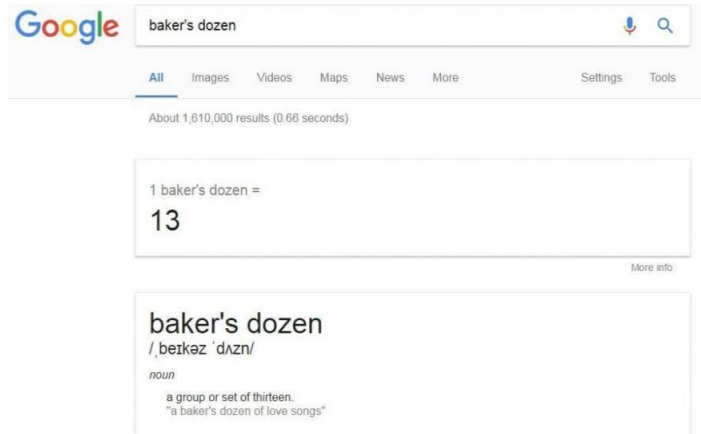 Google baker's dozen
All Images Videos Maps News More Settings Tools
About 1,610,000 results (0.66 seconds)
1 baker's dozen =
13
More info
baker's dozen
/ˌbeɪkəz ˈdʌzn/
noun
a group or set of thirteen.
"a baker's dozen of love songs"